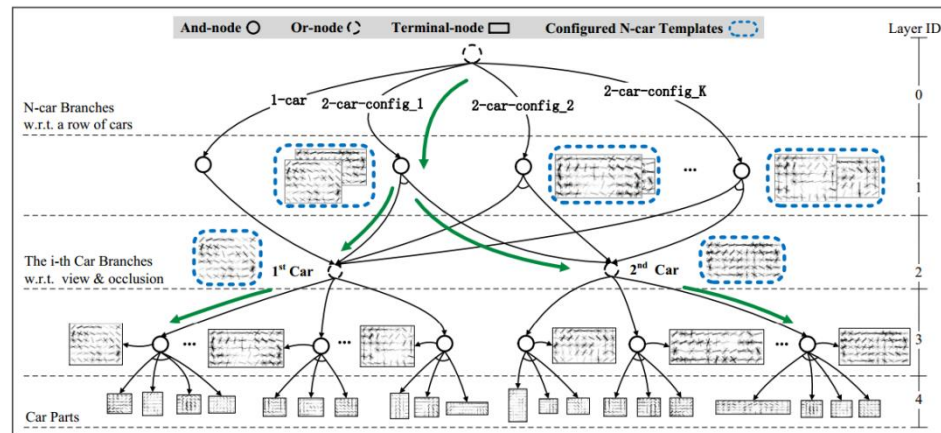 And-node Or-node Terminal-node Configured N-car Templates Layer ID
1-car 2-car-config_1 2-car-config_2 2-car-config_K
0
N-car Branches
w.r.t. a row of cars
...
1
The i-th Car Branches
w.r.t. view & occlusion
1st Car 2nd Car
2
... ... ...
3
Car Parts
4